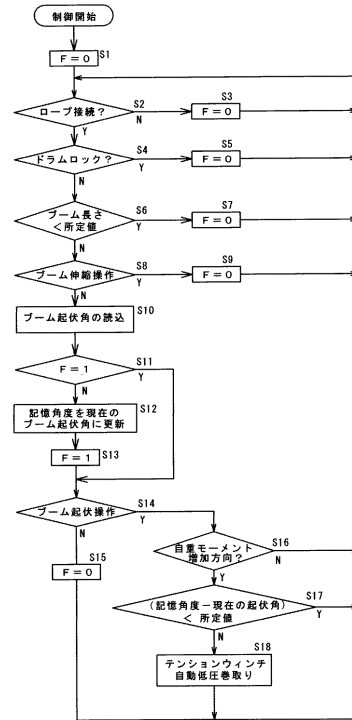 制御開始
F=0 S1
ロープ接続? S2 N Y
F=0 S3
ドラムロック? S4 Y N
F=0 S5
ブーム長さ
<所定値 S6 Y N
F=0 S7
ブーム伸縮操作 S8 Y N
F=0 S9
ブーム起伏角の読込 S10
F=1 S11 Y N
記憶角度を現在の
ブーム起伏角に更新 S12
F=1 S13
ブーム起伏操作 S14 Y N
F=0 S15
自重モーメント
増加方向? S16 N Y
(記憶角度-現在の起伏角)
<所定値 S17 Y N
S18
テンションウィンチ
自動低圧巻取り